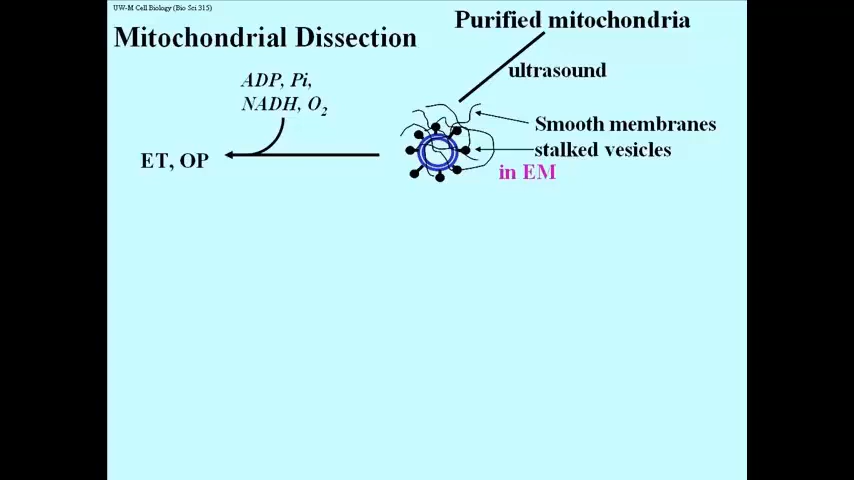 UW-M Cell Biology (Bio Sci 315)
Mitochondrial Dissection
Purified mitochondria
ultrasound
ADP, Pi,
NADH, O2
Smooth membranes
stalked vesicles
in EM
ET, OP